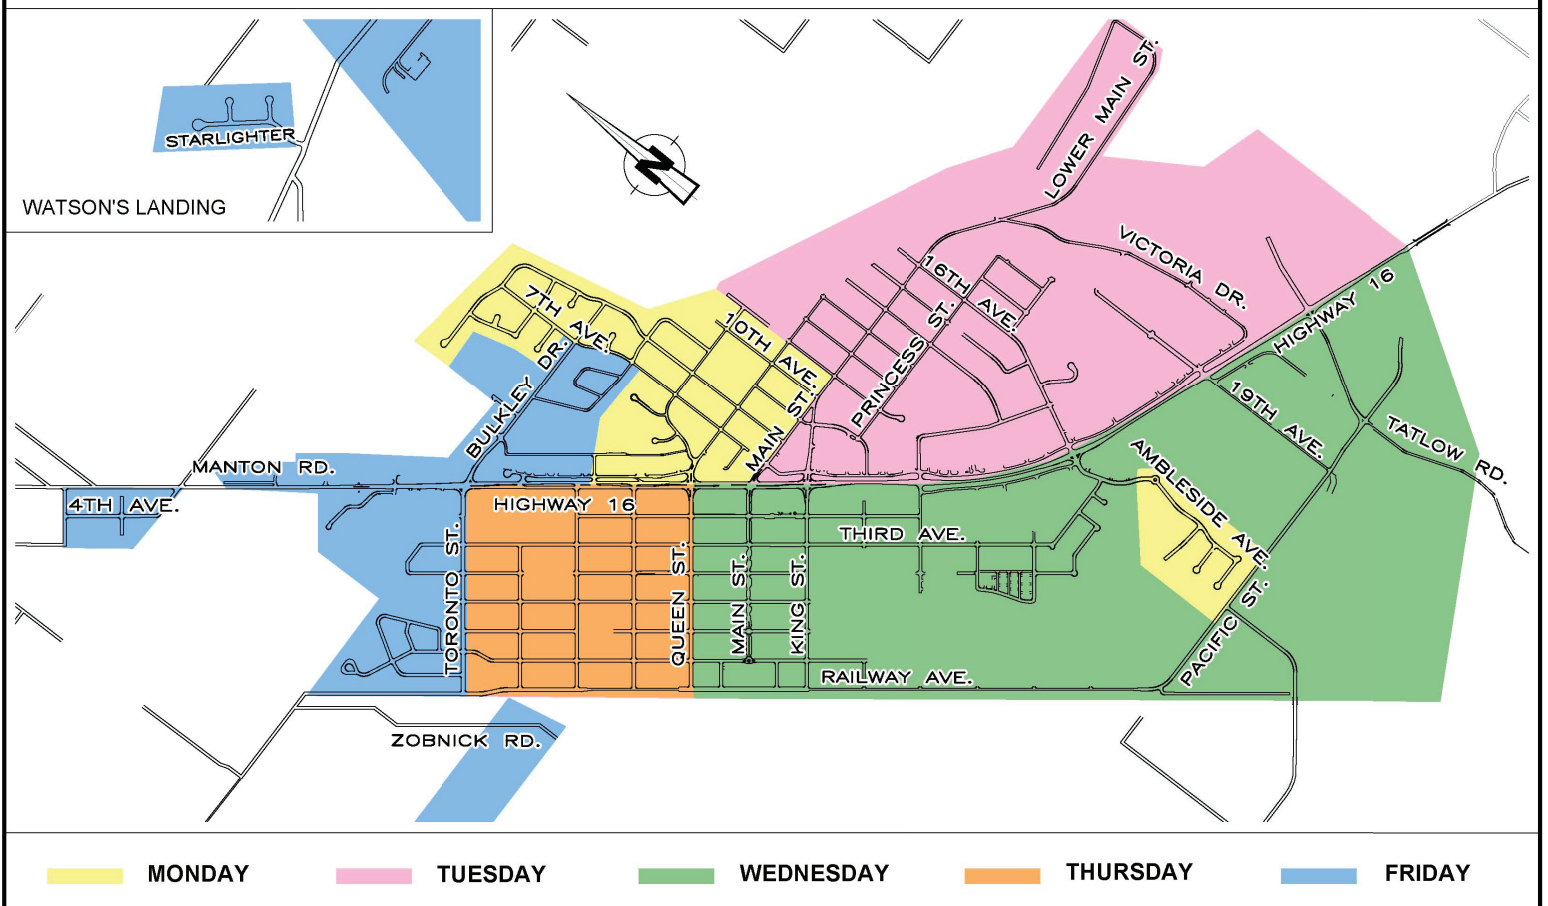 STARLIGHTER
WATSON'S LANDING
N
LOWER MAIN ST.
VICTORIA DR.
16TH AVE.
HIGHWAY 16
7TH AVE.
10TH AVE.
PRINCESS ST.
BULKLEY DR.
MAIN ST.
19TH AVE.
TATLOW RD.
AMBLESIDE AVE.
MANTON RD.
4TH AVE.
HIGHWAY 16
THIRD AVE.
TORONTO ST.
QUEEN ST.
MAIN ST.
KING ST.
PACIFIC ST.
RAILWAY AVE.
ZOBNICK RD.
MONDAY
TUESDAY
WEDNESDAY
THURSDAY
FRIDAY